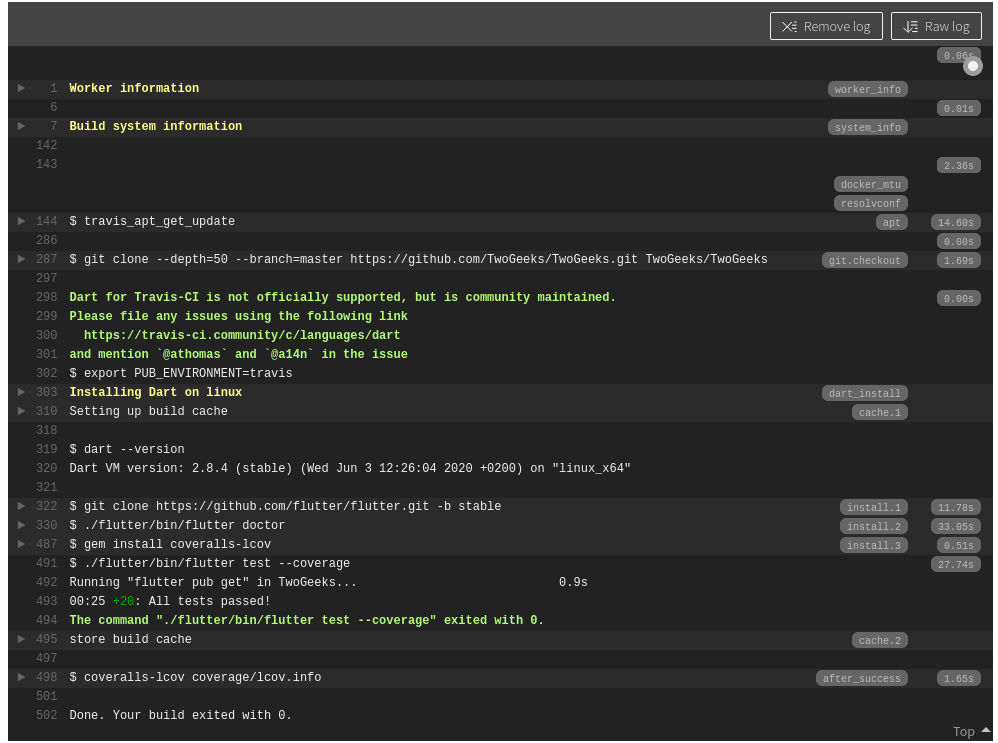 Remove log Raw log
0.06s
1 Worker information worker_info
6 0.01s
7 Build system information system_info
142
143 2.36s
docker_mtu
resolvconf
144 $ travis_apt_get_update apt 14.60s
286 0.00s
287 $ git clone --depth=50 --branch=master https://github.com/TwoGeeks/TwoGeeks.git TwoGeeks/TwoGeeks git.checkout 1.69s
297
298 Dart for Travis-CI is not officially supported, but is community maintained. 0.00s
299 Please file any issues using the following link
300 https://travis-ci.community/c/languages/dart
301 and mention `@athomas` and `@a14n` in the issue
302 $ export PUB_ENVIRONMENT=travis
303 Installing Dart on linux dart_install
310 Setting up build cache cache.1
318
319 $ dart --version
320 Dart VM version: 2.8.4 (stable) (Wed Jun 3 12:26:04 2020 +0200) on "linux_x64"
321
322 $ git clone https://github.com/flutter/flutter.git -b stable install.1 11.78s
330 $ ./flutter/bin/flutter doctor install.2 33.05s
487 $ gem install coveralls-lcov install.3 0.51s
491 $ ./flutter/bin/flutter test --coverage 27.74s
492 Running "flutter pub get" in TwoGeeks... 0.9s
493 00:25 +20: All tests passed!
494 The command "./flutter/bin/flutter test --coverage" exited with 0.
495 store build cache cache.2
497
498 $ coveralls-lcov coverage/lcov.info after_success 1.65s
501
502 Done. Your build exited with 0.
Top